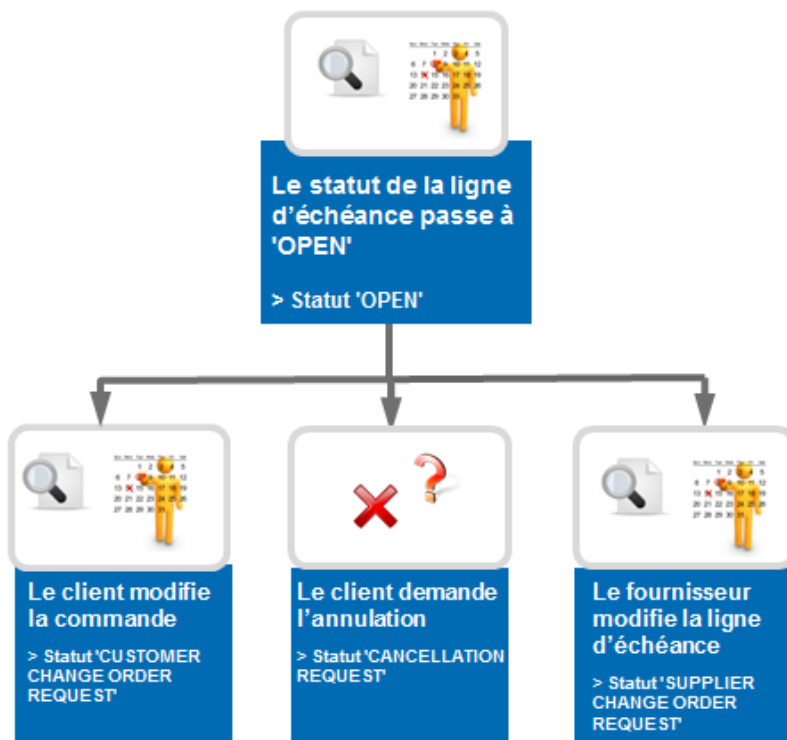 Le statut de la ligne
d'échéance passe à
'OPEN'
> Statut 'OPEN'
Le client modifie
la commande
> Statut 'CUSTOMER
CHANGE ORDER
REQUEST'
Le client demande
l'annulation
> Statut 'CANCELLATION
REQUEST'
Le fournisseur
modifie la ligne
d'échéance
> Statut 'SUPPLIER
CHANGE ORDER
REQUEST'